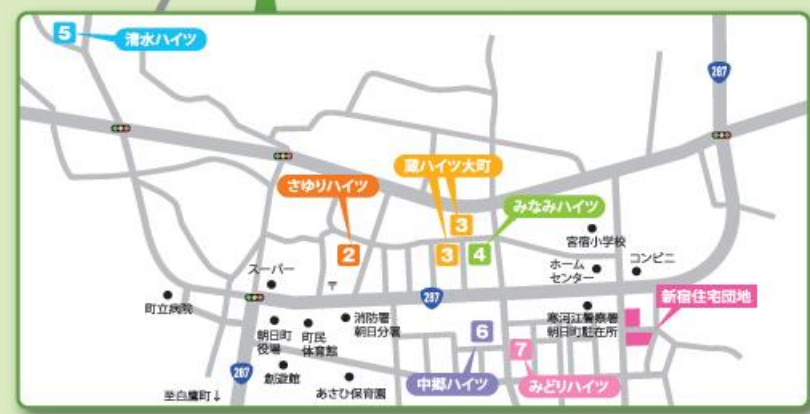 5
清水ハイツ
287
蔵ハイツ大町
さゆりハイツ
みなみハイツ
3
2
3
4
宮宿小学校
スーパー
〒
ホーム
センター
コンビニ
287
新宿住宅団地
町立病院
消防署
朝日分署
寒河江警察署
朝日町駐在所
朝日町
役場
町民
体育館
6
7
287
創遊館
中郷ハイツ
みどりハイツ
あさひ保育園
至白鷹町↓